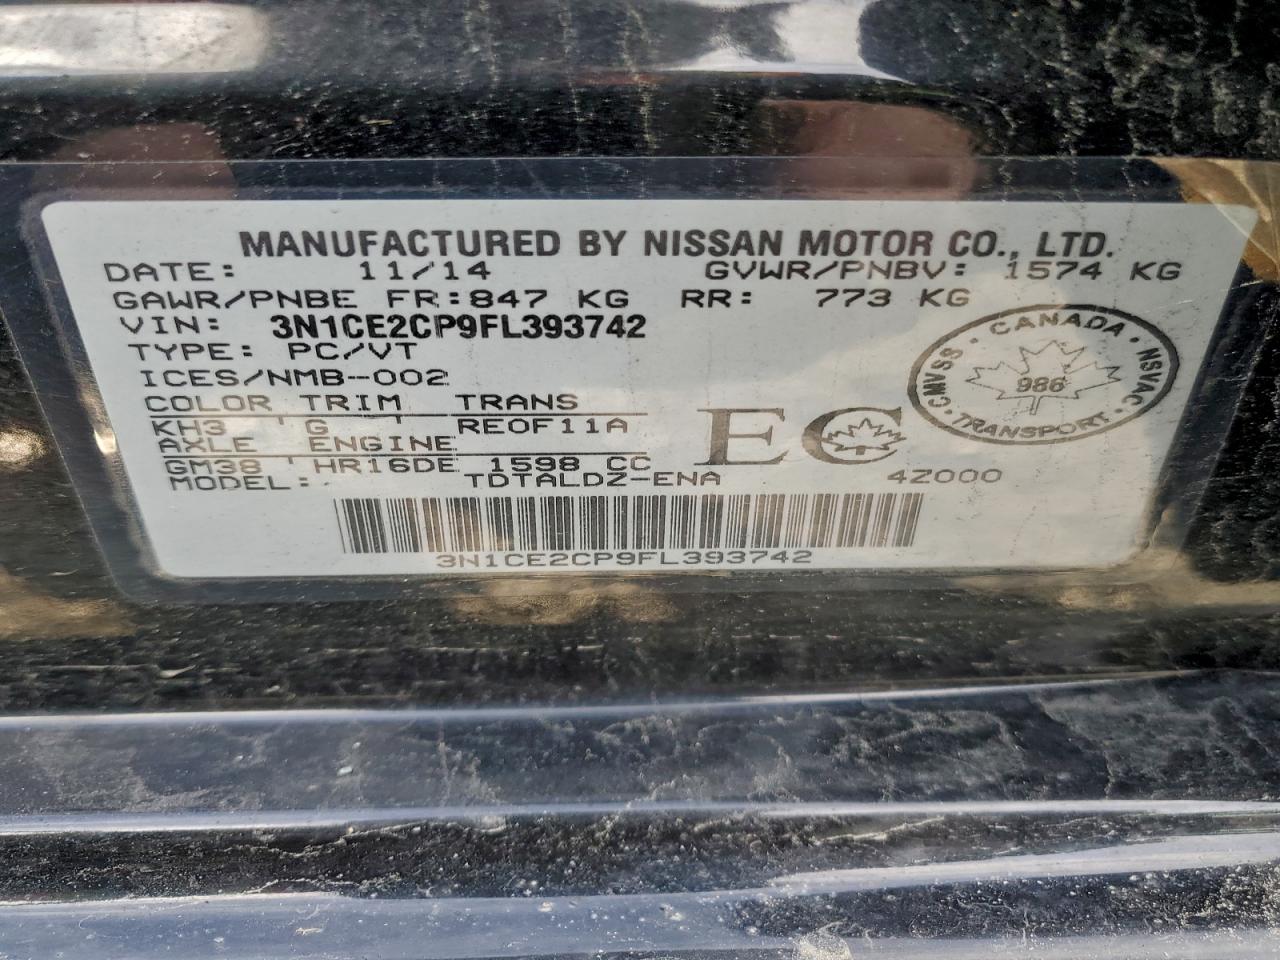 MANUFACTURED BY NISSAN MOTOR CO., LTD.
DATE: 11/14 GVWR/PNBV: 1574 KG
GAWR/PNBE FR:847 KG RR: 773 KG
VIN: 3N1CE2CP9FL393742
TYPE: PC/VT
ICES/NMB-002
COLOR TRIM TRANS
KH3 G REOF11A
AXLE ENGINE
GM38 HR16DE 1598 CC
MODEL: TDTALDZ-ENA 4Z000
3N1CE2CP9FL393742
EC
CANADA
CMVSS · NSVAC
986
TRANSPORT